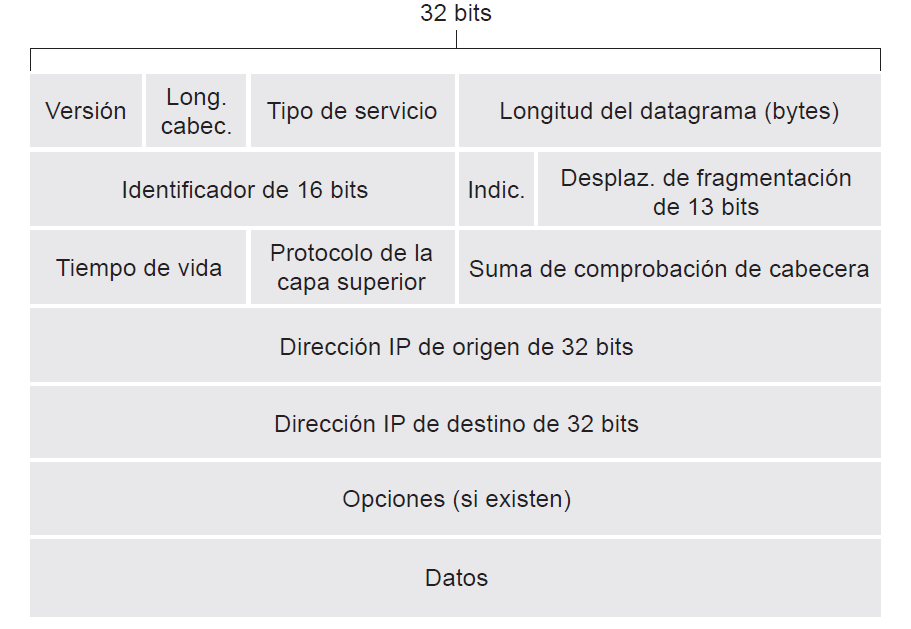 32 bits
Versión
Long.
cabec.
Tipo de servicio
Longitud del datagrama (bytes)
Identificador de 16 bits
Indic.
Desplaz. de fragmentación
de 13 bits
Tiempo de vida
Protocolo de la
capa superior
Suma de comprobación de cabecera
Dirección IP de origen de 32 bits
Dirección IP de destino de 32 bits
Opciones (si existen)
Datos